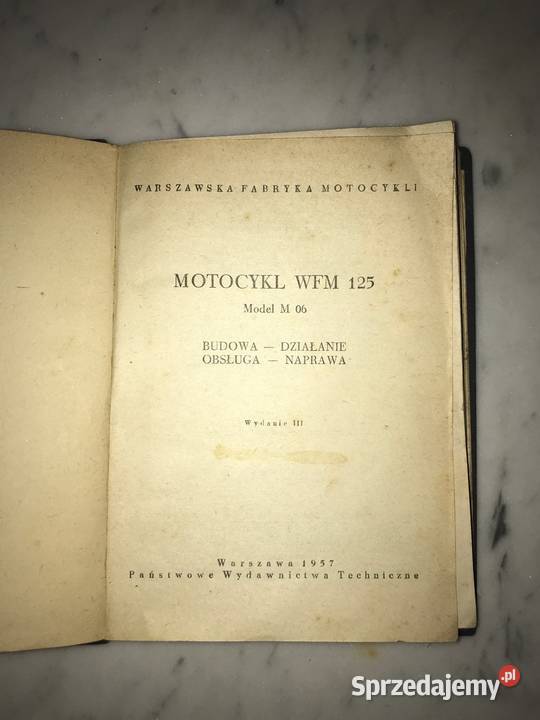 WARSZAWSKA FABRYKA MOTOCYKLI
MOTOCYKL WFM 125
Model M 06
BUDOWA — DZIAŁANIE
OBSŁUGA — NAPRAWA
Wydanie III
Warszawa 1957
Państwowe Wydawnictwa Techniczne
Sprzedajemy.pl